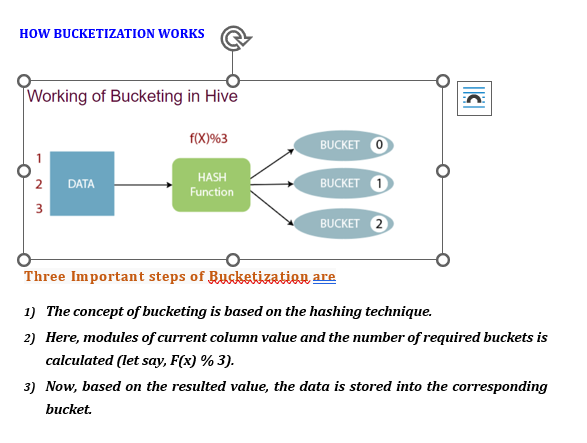 HOW BUCKETIZATION WORKS
Working of Bucketing in Hive
f(X)%3
1
2
3
DATA
HASH
Function
BUCKET 0
BUCKET 1
BUCKET 2
Three Important steps of Bucketization are
1) The concept of bucketing is based on the hashing technique.
2) Here, modules of current column value and the number of required buckets is
calculated (let say, F(x) % 3).
3) Now, based on the resulted value, the data is stored into the corresponding
bucket.